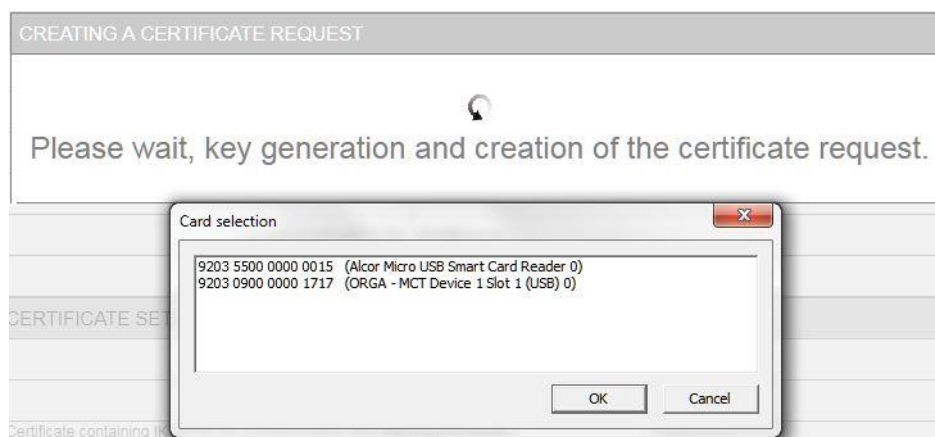 CREATING A CERTIFICATE REQUEST
Please wait, key generation and creation of the certificate request.
Card selection
9203 5500 0000 0015 (Alcor Micro USB Smart Card Reader 0)
9203 0900 0000 1717 (ORGA - MCT Device 1 Slot 1 (USB) 0)
CERTIFICATE SET
OK Cancel
Certificate containing IK